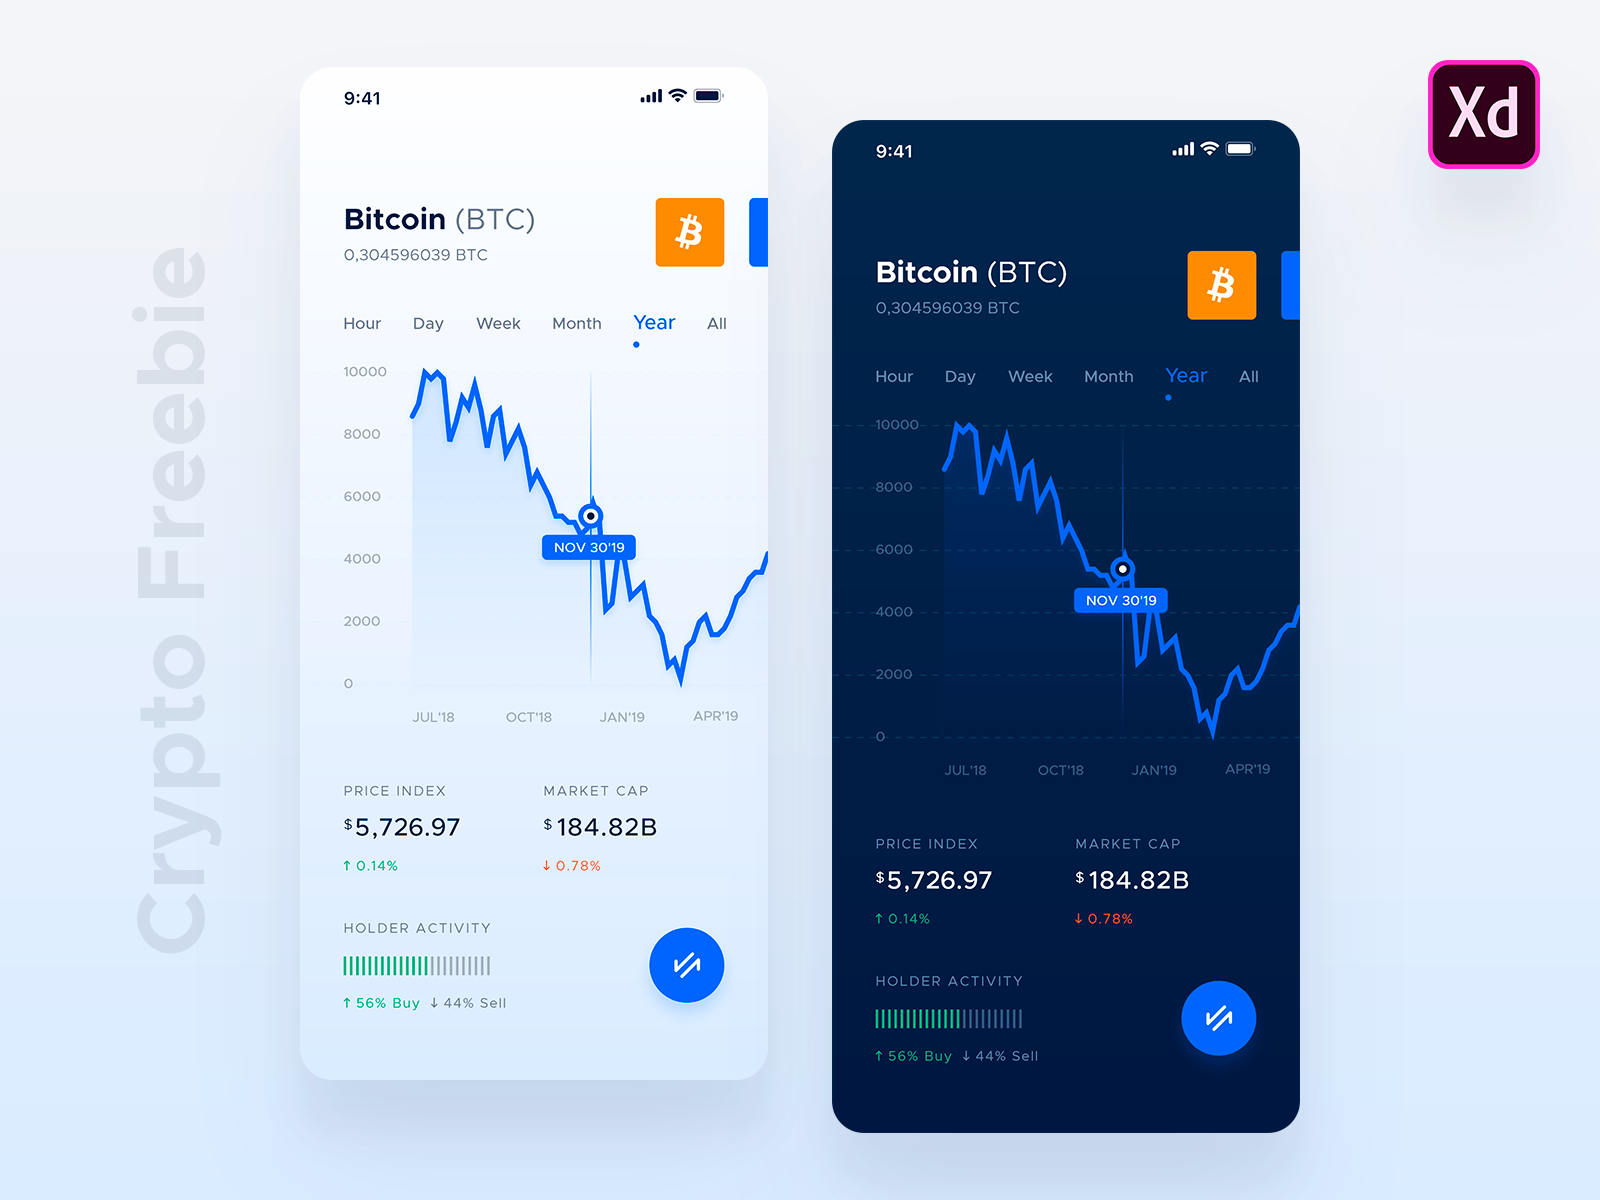 Crypto Freebie
9:41
Bitcoin (BTC)
0,304596039 BTC
Hour Day Week Month Year All
10000
8000
6000
4000
2000
0
NOV 30'19
JUL'18 OCT'18 JAN'19 APR'19
PRICE INDEX MARKET CAP
$5,726.97 $184.82B
↑ 0.14% ↓ 0.78%
HOLDER ACTIVITY
↑ 56% Buy ↓ 44% Sell
9:41
Bitcoin (BTC)
0,304596039 BTC
Hour Day Week Month Year All
10000
8000
6000
4000
2000
0
NOV 30'19
JUL'18 OCT'18 JAN'19 APR'19
PRICE INDEX MARKET CAP
$5,726.97 $184.82B
↑ 0.14% ↓ 0.78%
HOLDER ACTIVITY
↑ 56% Buy ↓ 44% Sell
Xd